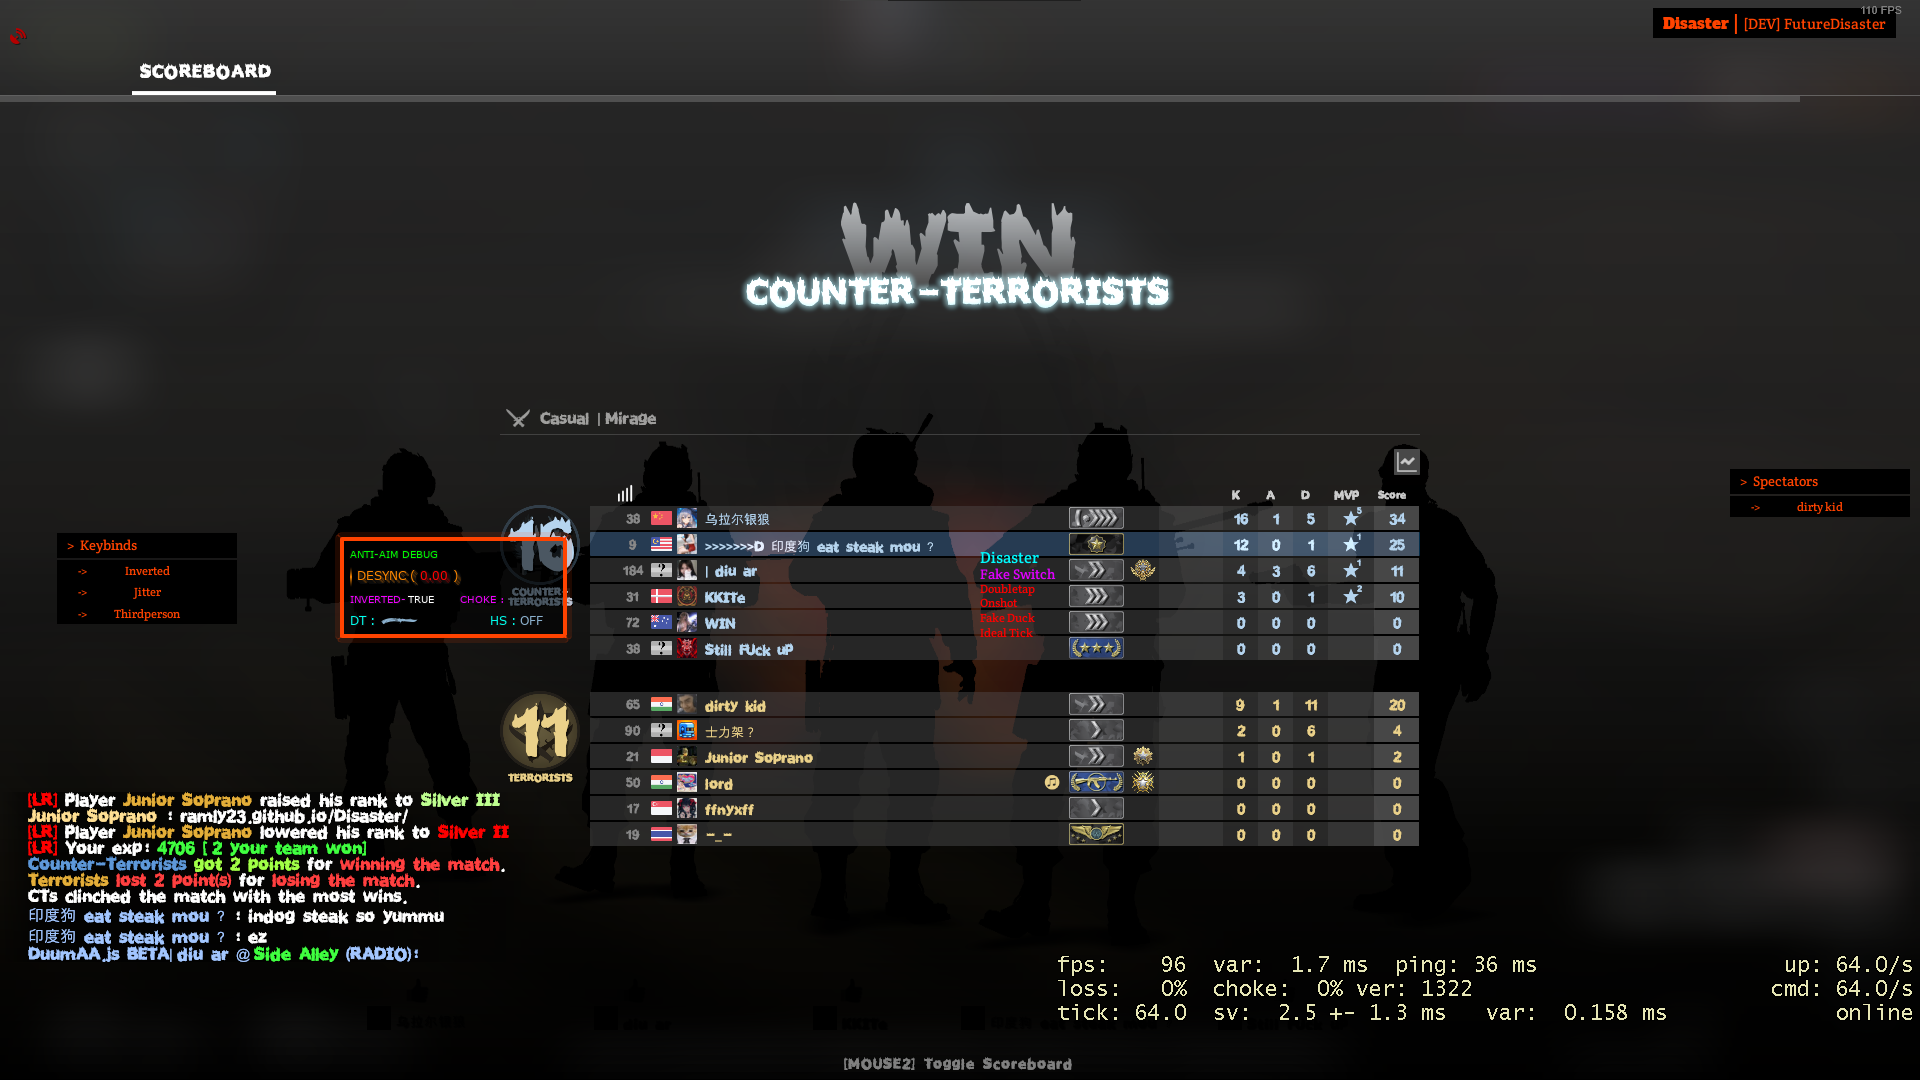 110 FPS
Disaster | [DEV] FutureDisaster
SCOREBOARD
WIN
COUNTER-TERRORISTS
Casual | Mirage
K A D MVP Score
38 乌拉尔银狼 16 1 5 5 34
9 >>>>>>>D 印度狗 eat steak mou ? 12 0 1 1 25
184 ? | diu ar 4 3 6 1 11
31 KKITe 3 0 1 2 10
72 WIN 0 0 0 0
38 ? Still fUck uP 0 0 0 0
16
COUNTER-
TERRORISTS
Disaster
Fake Switch
Doubletap
Onshot
Fake Duck
Ideal Tick
> Keybinds
-> Inverted
-> Jitter
-> Thirdperson
ANTI-AIM DEBUG
DESYNC ( 0.00 )
INVERTED- TRUE CHOKE :
DT : HS : OFF
> Spectators
-> dirty kid
11
TERRORISTS
65 dirty kid 9 1 11 20
90 ? 士力架？ 2 0 6 4
21 Junior Soprano 1 0 1 2
50 lord 0 0 0 0
17 ffnyxff 0 0 0 0
19 -_- 0 0 0 0
[LR] Player Junior Soprano raised his rank to Silver III
Junior Soprano : ramly23.github.io/Disaster/
[LR] Player Junior Soprano lowered his rank to Silver II
[LR] Your exp: 4706 [ 2 your team won]
Counter-Terrorists got 2 points for winning the match.
Terrorists lost 2 point(s) for losing the match.
CTs clinched the match with the most wins.
印度狗 eat steak mou ? : indog steak so yummu
印度狗 eat steak mou ? : ez
DuumAA.js BETA| diu ar @ Side Alley (RADIO):
fps: 96 var: 1.7 ms ping: 36 ms up: 64.0/s
loss: 0% choke: 0% ver: 1322 cmd: 64.0/s
tick: 64.0 sv: 2.5 +- 1.3 ms var: 0.158 ms online
[MOUSE2] Toggle Scoreboard